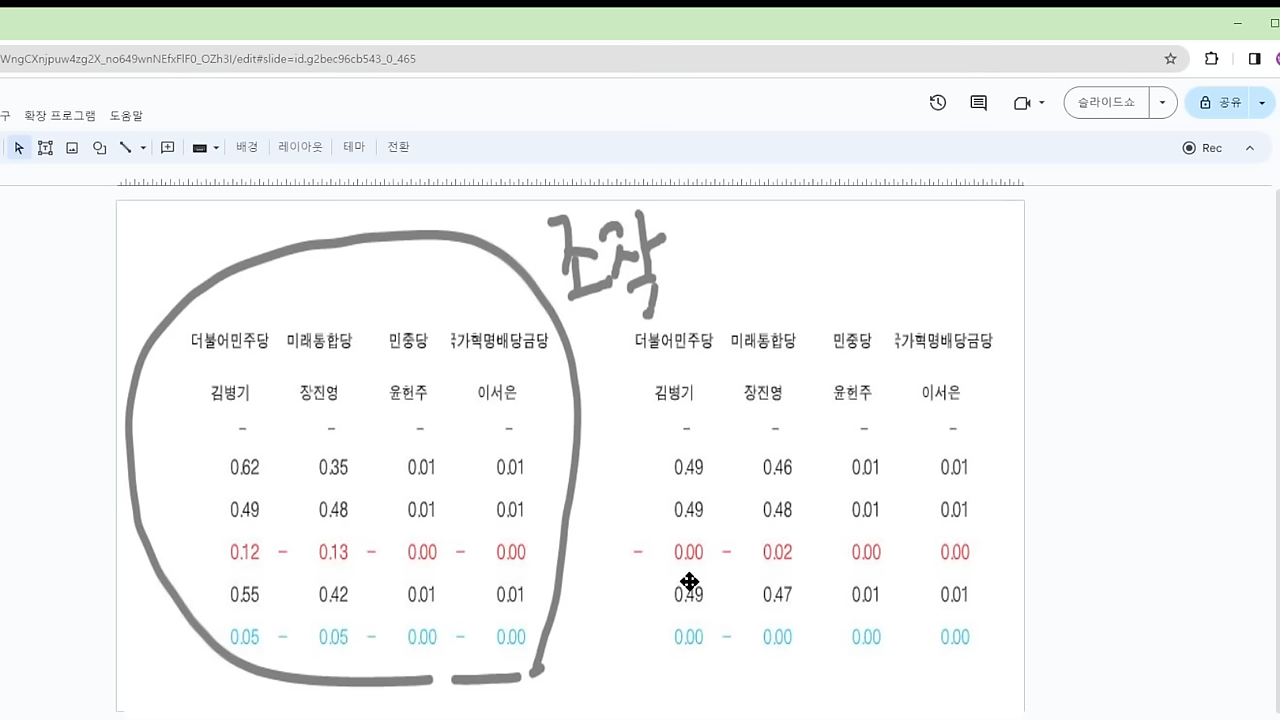 WngCXnjpuw4zg2X_no649wnNEfxFlF0_OZh3I/edit#slide=id.g2bec96cb543_0_465
구 확장 프로그램 도움말
슬라이드쇼 공유
배경 레이아웃 테마 전환 Rec
조작
더불어민주당 미래통합당 민중당 국가혁명배당금당 더불어민주당 미래통합당 민중당 국가혁명배당금당
김병기 장진영 윤헌주 이서은 김병기 장진영 윤헌주 이서은
– – – – – – – –
0.62 0.35 0.01 0.01 0.49 0.46 0.01 0.01
0.49 0.48 0.01 0.01 0.49 0.48 0.01 0.01
0.12 – 0.13 – 0.00 – 0.00 – 0.00 – 0.02 0.00 0.00
0.55 0.42 0.01 0.01 0.49 0.47 0.01 0.01
0.05 – 0.05 – 0.00 – 0.00 0.00 – 0.00 0.00 0.00